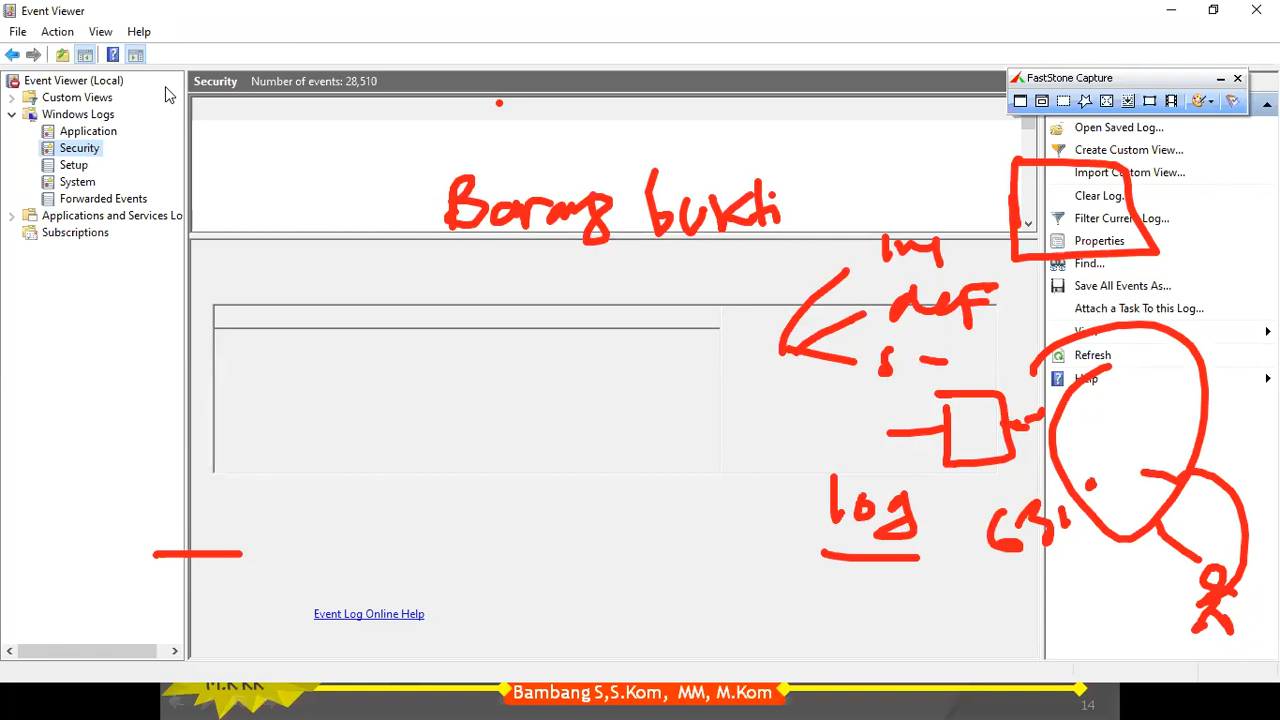 Event Viewer
File Action View Help
Event Viewer (Local)
Custom Views
Windows Logs
Application
Security
Setup
System
Forwarded Events
Applications and Services Lo
Subscriptions
Security Number of events: 28,510
FastStone Capture
Open Saved Log...
Create Custom View...
Import Custom View...
Clear Log...
Filter Current Log...
Properties
Find...
Save All Events As...
Attach a Task To this Log...
Refresh
Help
Barang bukti
log
Event Log Online Help
Bambang S,S.Kom, MM, M.Kom
14